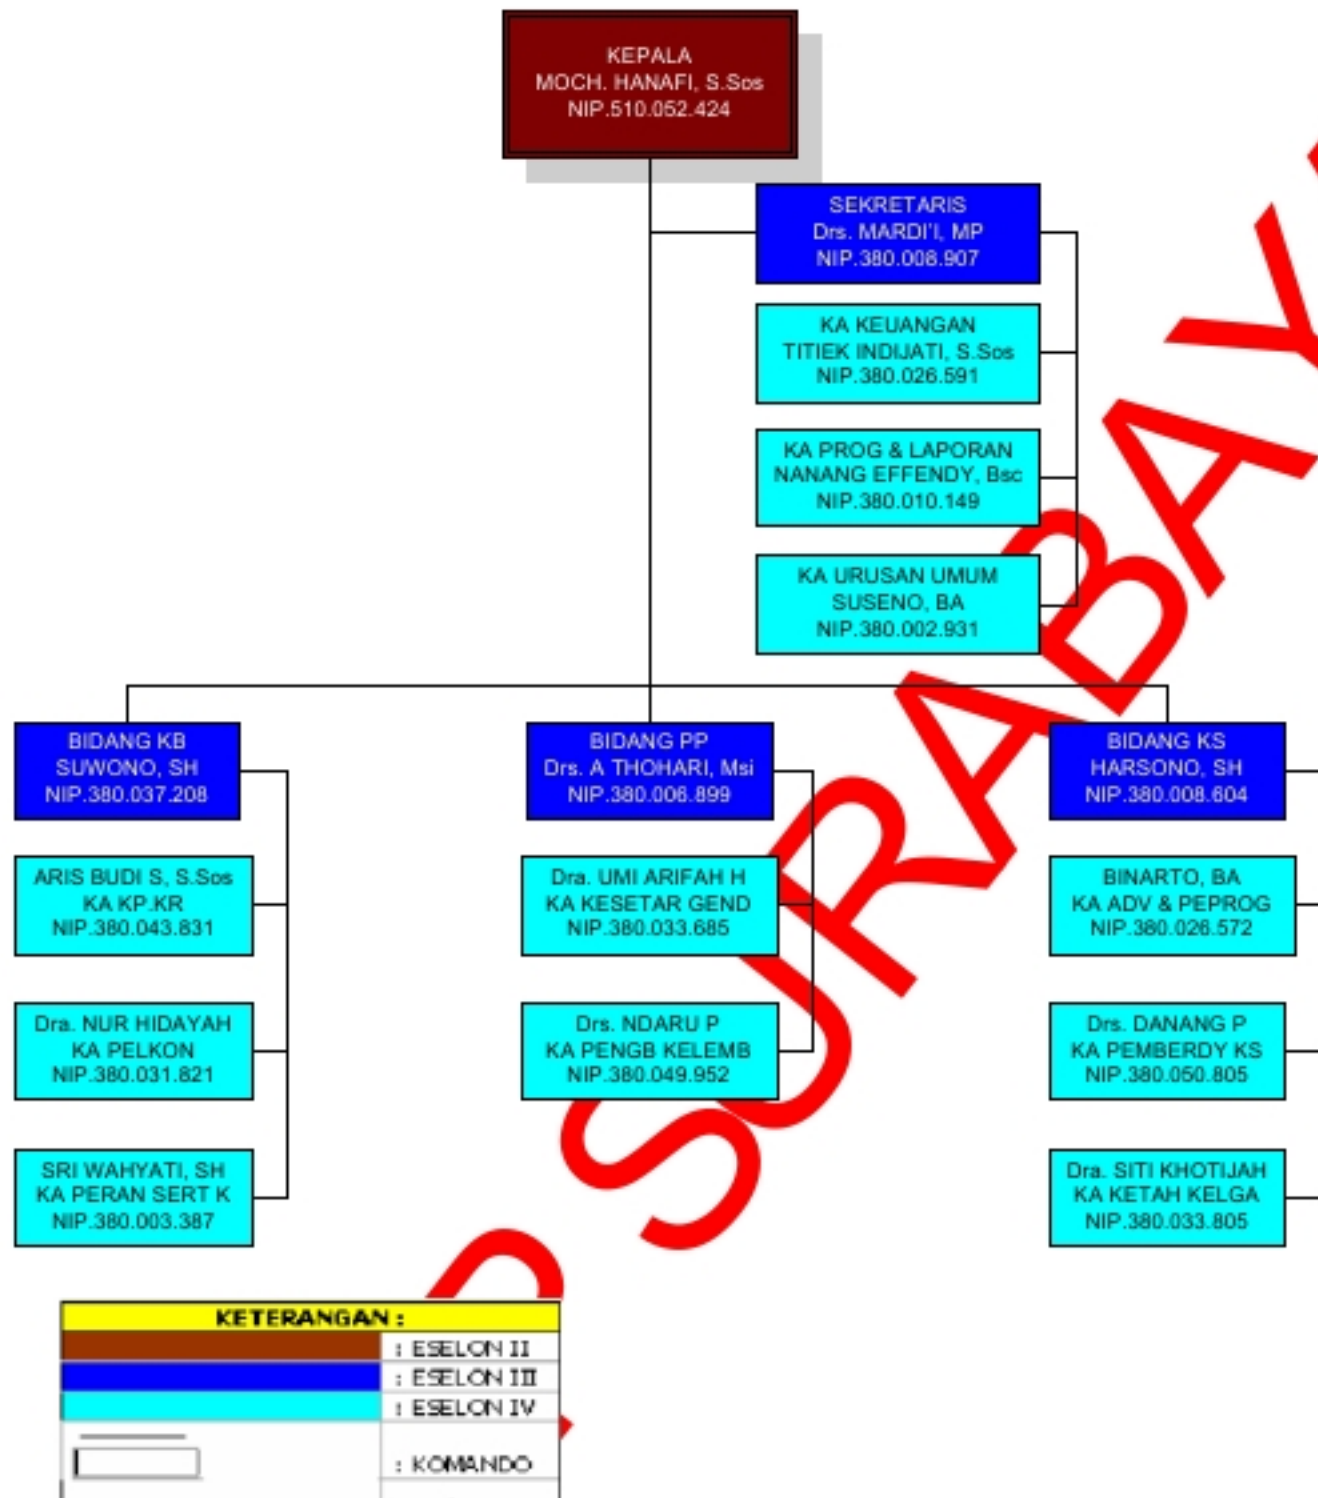 KEPALA
MOCH. HANAFI, S.Sos
NIP.510.052.424
SEKRETARIS
Drs. MARDI'I, MP
NIP.380.008.907
KA KEUANGAN
TITIEK INDIJATI, S.Sos
NIP.380.026.591
KA PROG & LAPORAN
NANANG EFFENDY, Bsc
NIP.380.010.149
KA URUSAN UMUM
SUSENO, BA
NIP.380.002.931
BIDANG KB
SUWONO, SH
NIP.380.037.208
ARIS BUDI S, S.Sos
KA KP.KR
NIP.380.043.831
Dra. NUR HIDAYAH
KA PELKON
NIP.380.031.821
SRI WAHYATI, SH
KA PERAN SERT K
NIP.380.003.387
BIDANG PP
Drs. A THOHARI, Msi
NIP.380.006.899
Dra. UMI ARIFAH H
KA KESETAR GEND
NIP.380.033.685
Drs. NDARU P
KA PENGB KELEMB
NIP.380.049.952
BIDANG KS
HARSONO, SH
NIP.380.008.604
BINARTO, BA
KA ADV & PEPROG
NIP.380.026.572
Drs. DANANG P
KA PEMBERDY KS
NIP.380.050.805
Dra. SITI KHOTIJAH
KA KETAH KELGA
NIP.380.033.805
SURABAY
KETERANGAN :
: ESELON II
: ESELON III
: ESELON IV
: KOMANDO